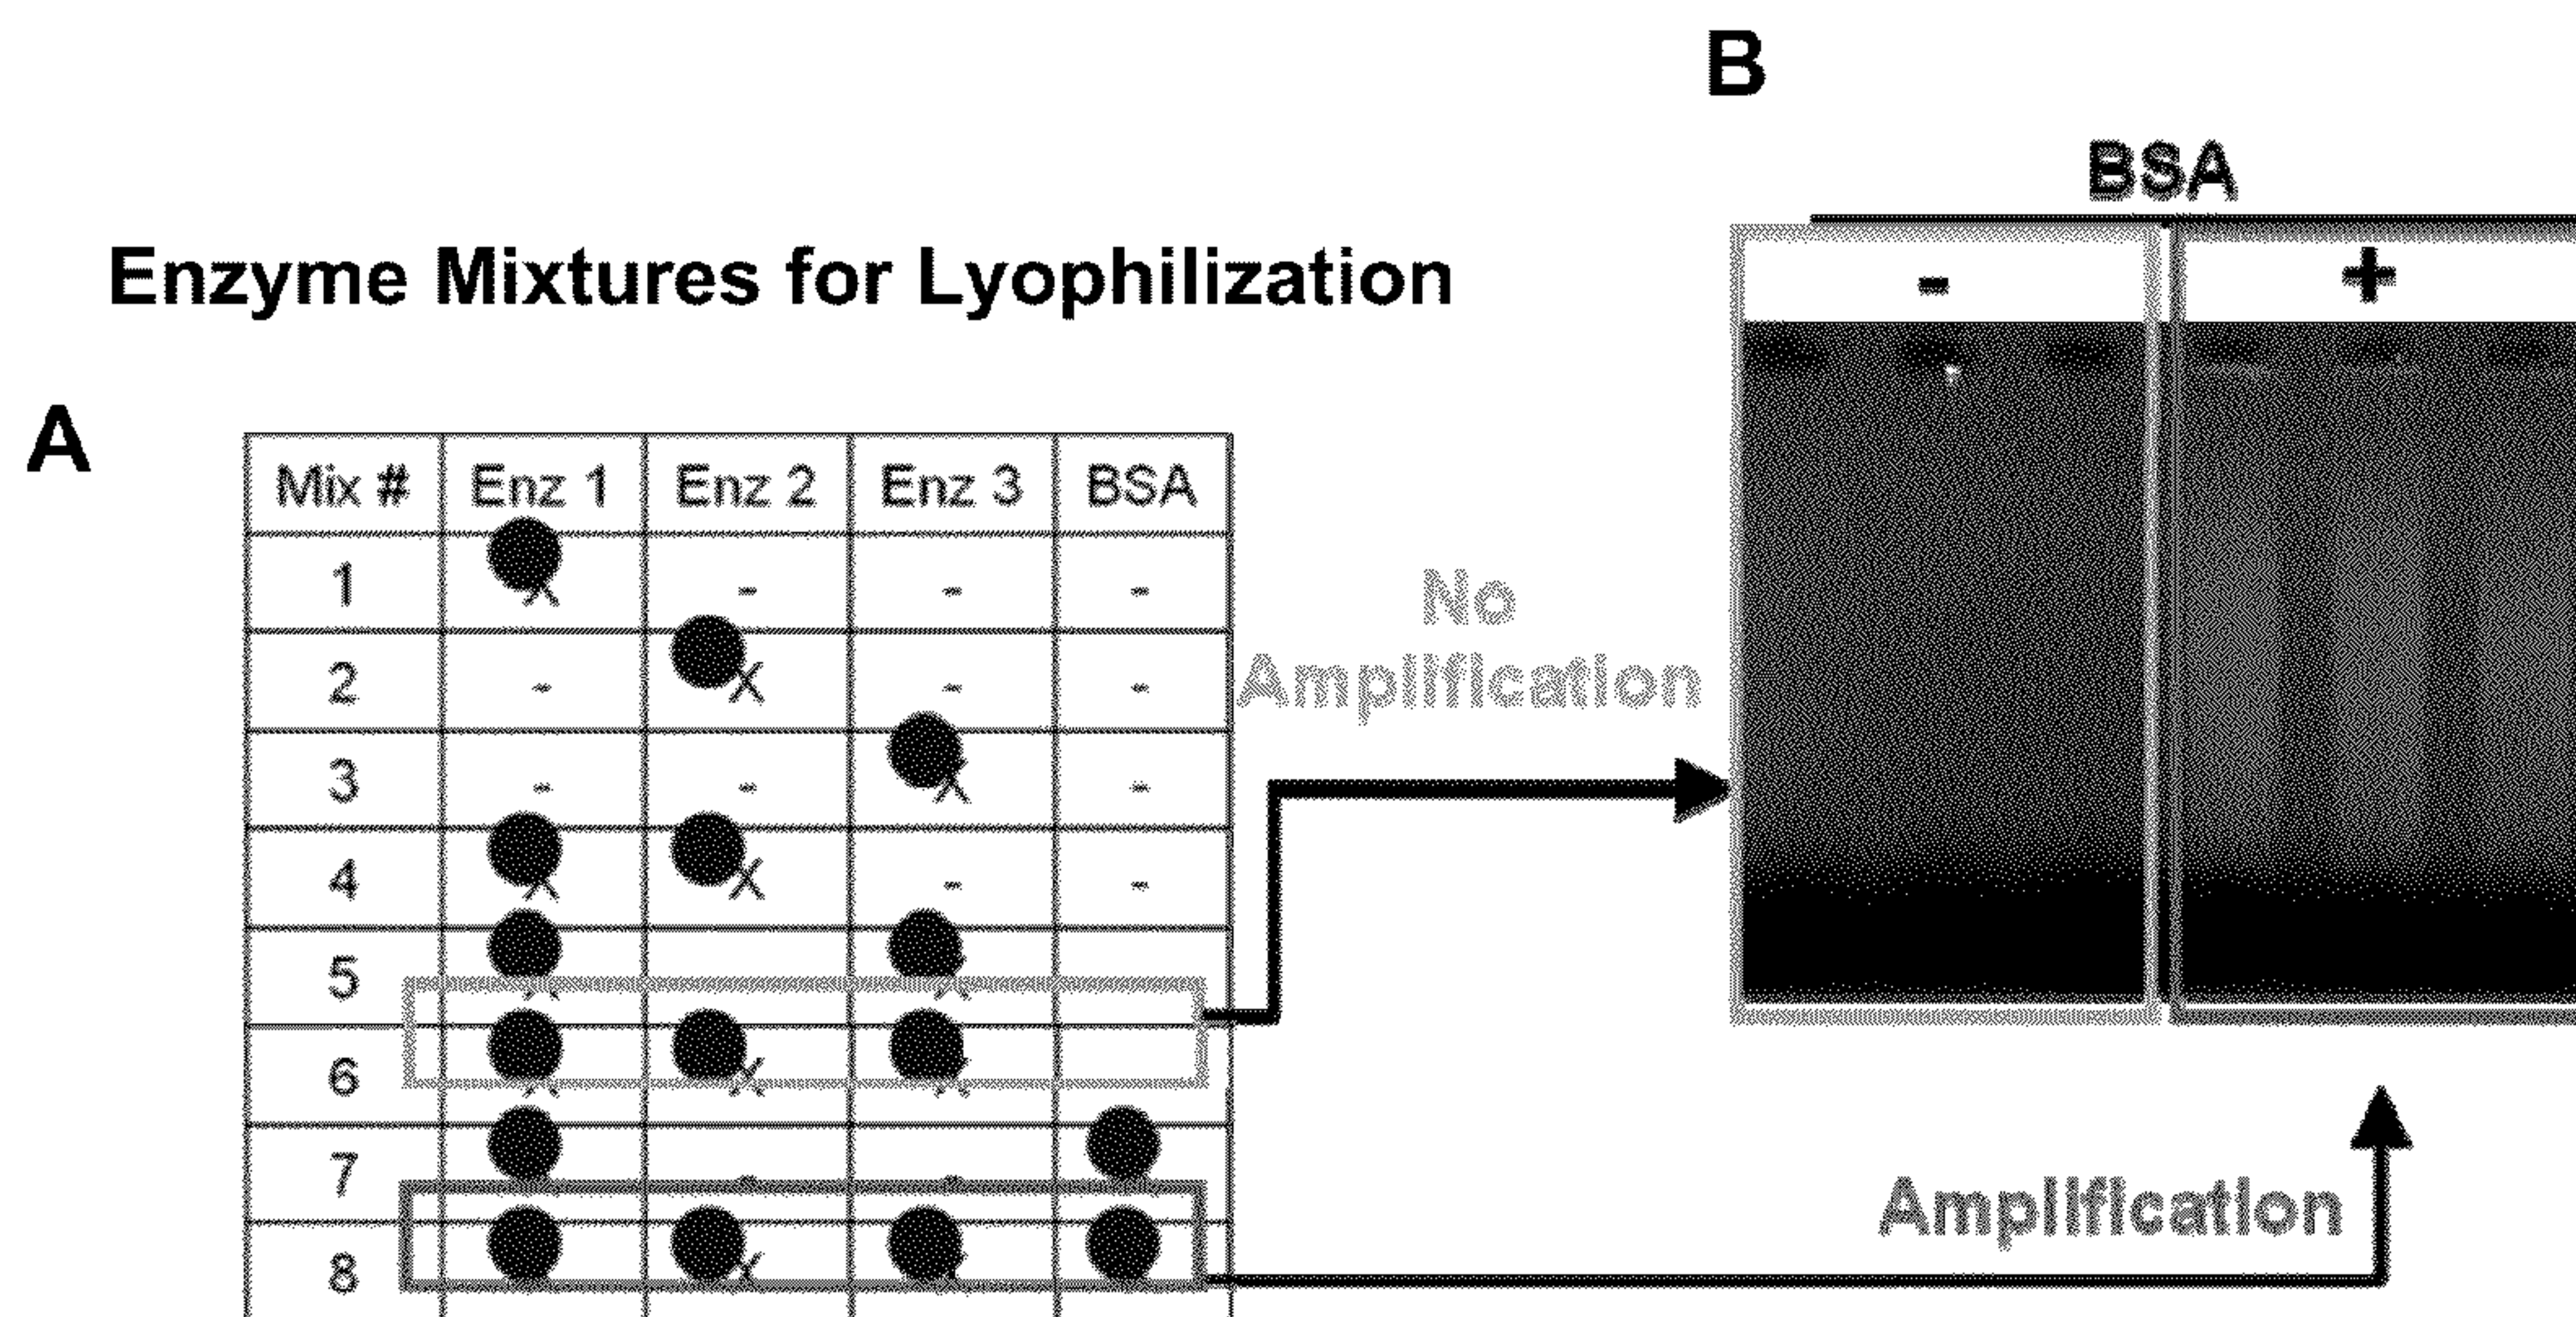 B
BSA
- +
Enzyme Mixtures for Lyophilization
A
Mix # Enz 1 Enz 2 Enz 3 BSA
1 X - - -
2 - X - -
3 - - X -
4 X X - -
5 X X
6 X X X
7 - -
8 X X
No
Amplification
Amplification